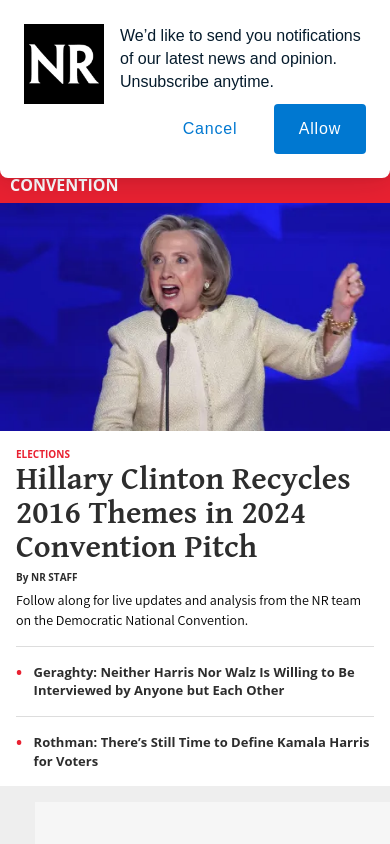 NR
We’d like to send you notifications
of our latest news and opinion.
Unsubscribe anytime.
Cancel
Allow
CONVENTION
ELECTIONS
Hillary Clinton Recycles
2016 Themes in 2024
Convention Pitch
By NR STAFF
Follow along for live updates and analysis from the NR team
on the Democratic National Convention.
• Geraghty: Neither Harris Nor Walz Is Willing to Be
Interviewed by Anyone but Each Other
• Rothman: There’s Still Time to Define Kamala Harris
for Voters